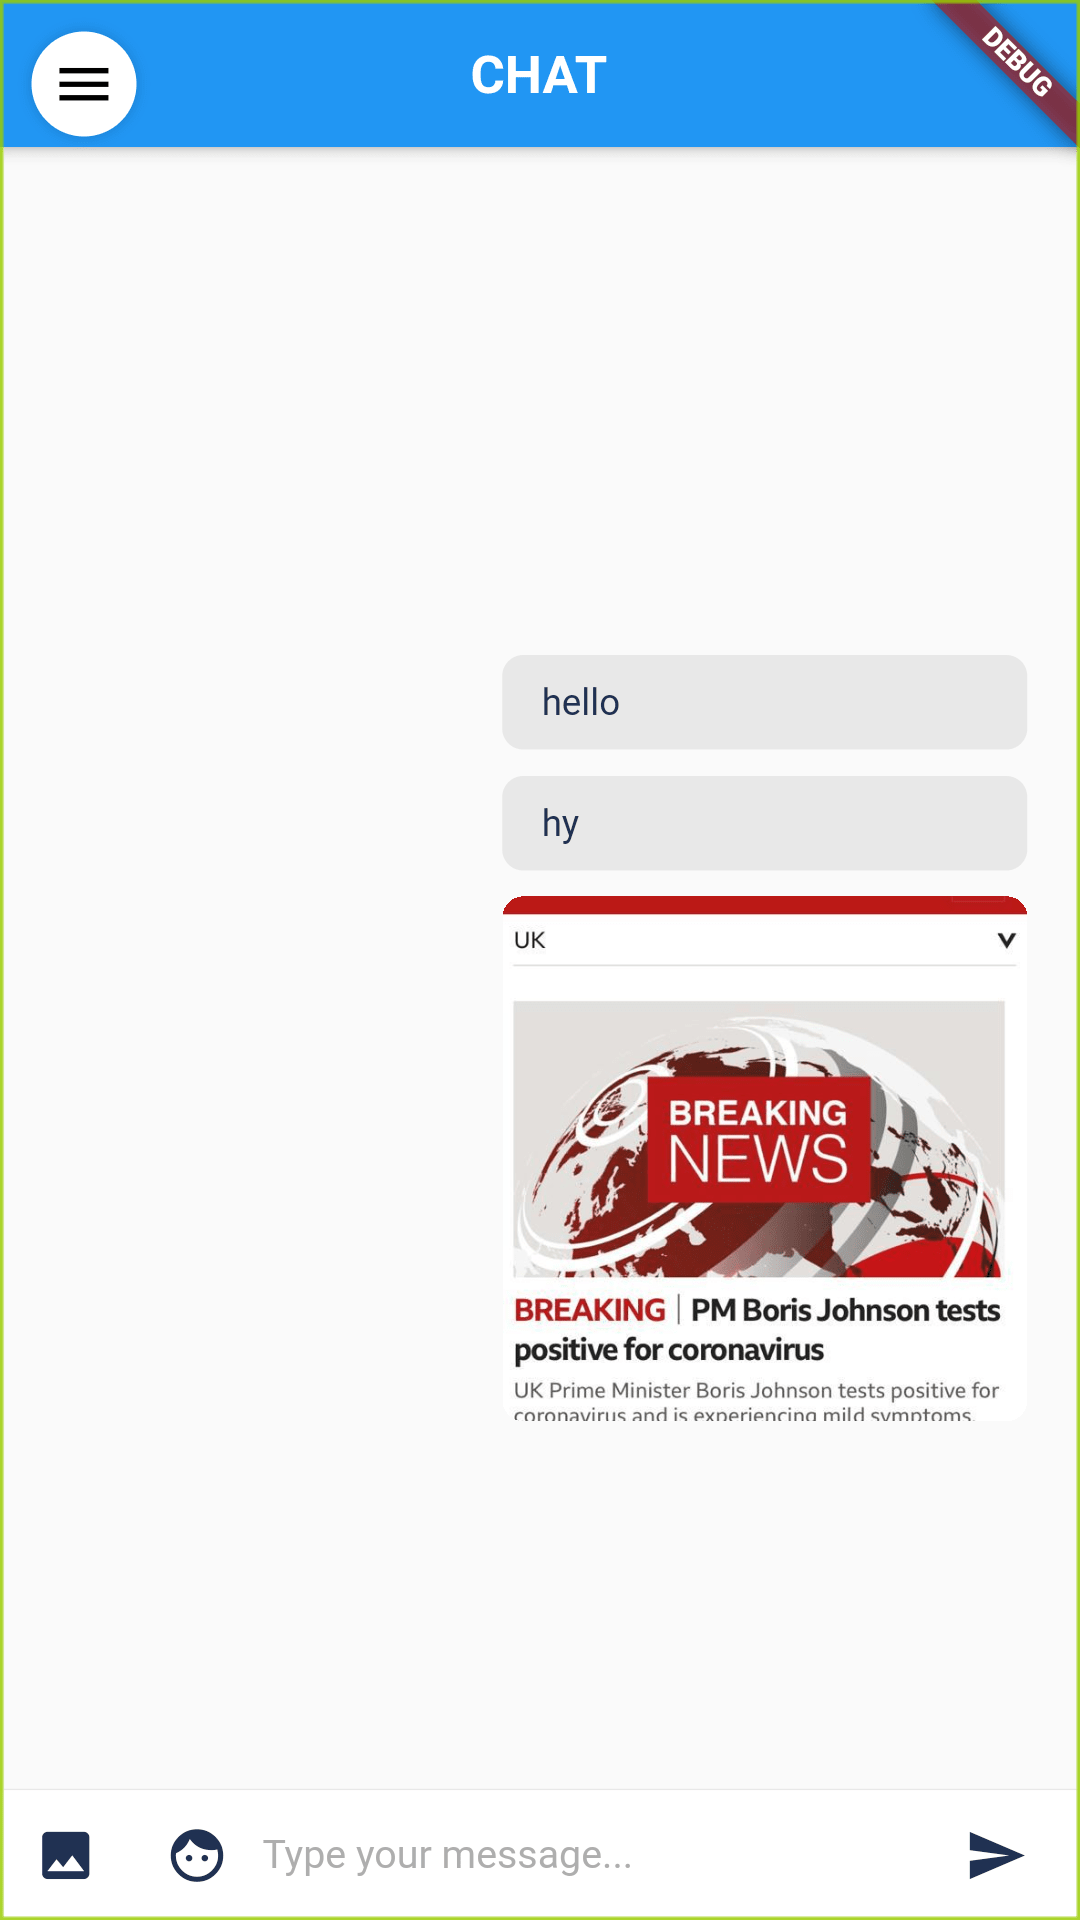 CHAT
DEBUG
hello
hy
UK
BREAKING
NEWS
BREAKING | PM Boris Johnson tests
positive for coronavirus
UK Prime Minister Boris Johnson tests positive for
coronavirus and is experiencing mild symptoms.
Type your message...